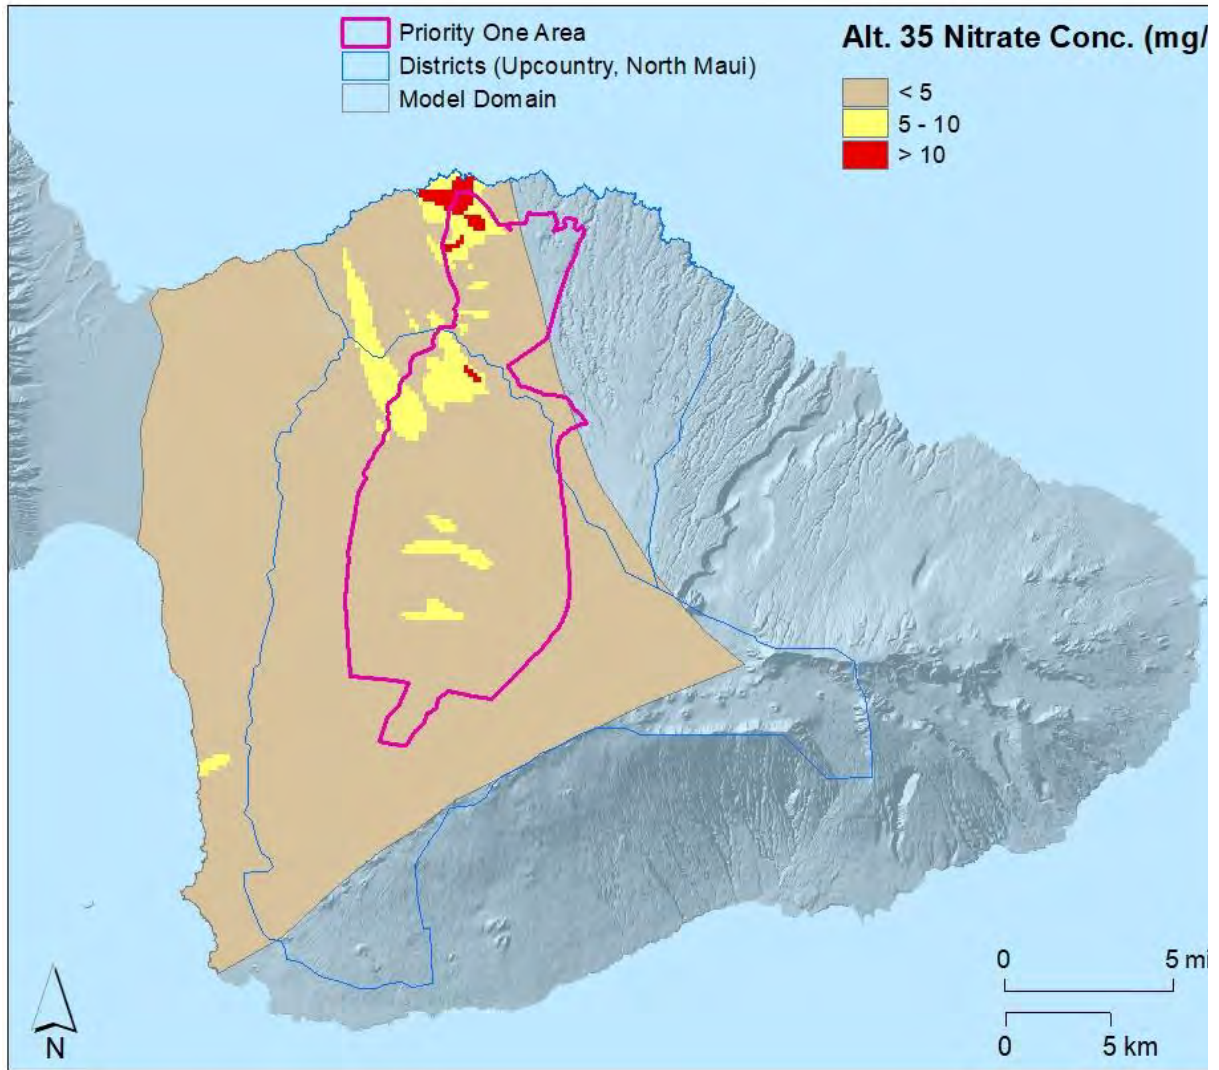 Priority One Area
Districts (Upcountry, North Maui)
Model Domain
Alt. 35 Nitrate Conc. (mg/
< 5
5 - 10
> 10
0 5 mi
0 5 km
N